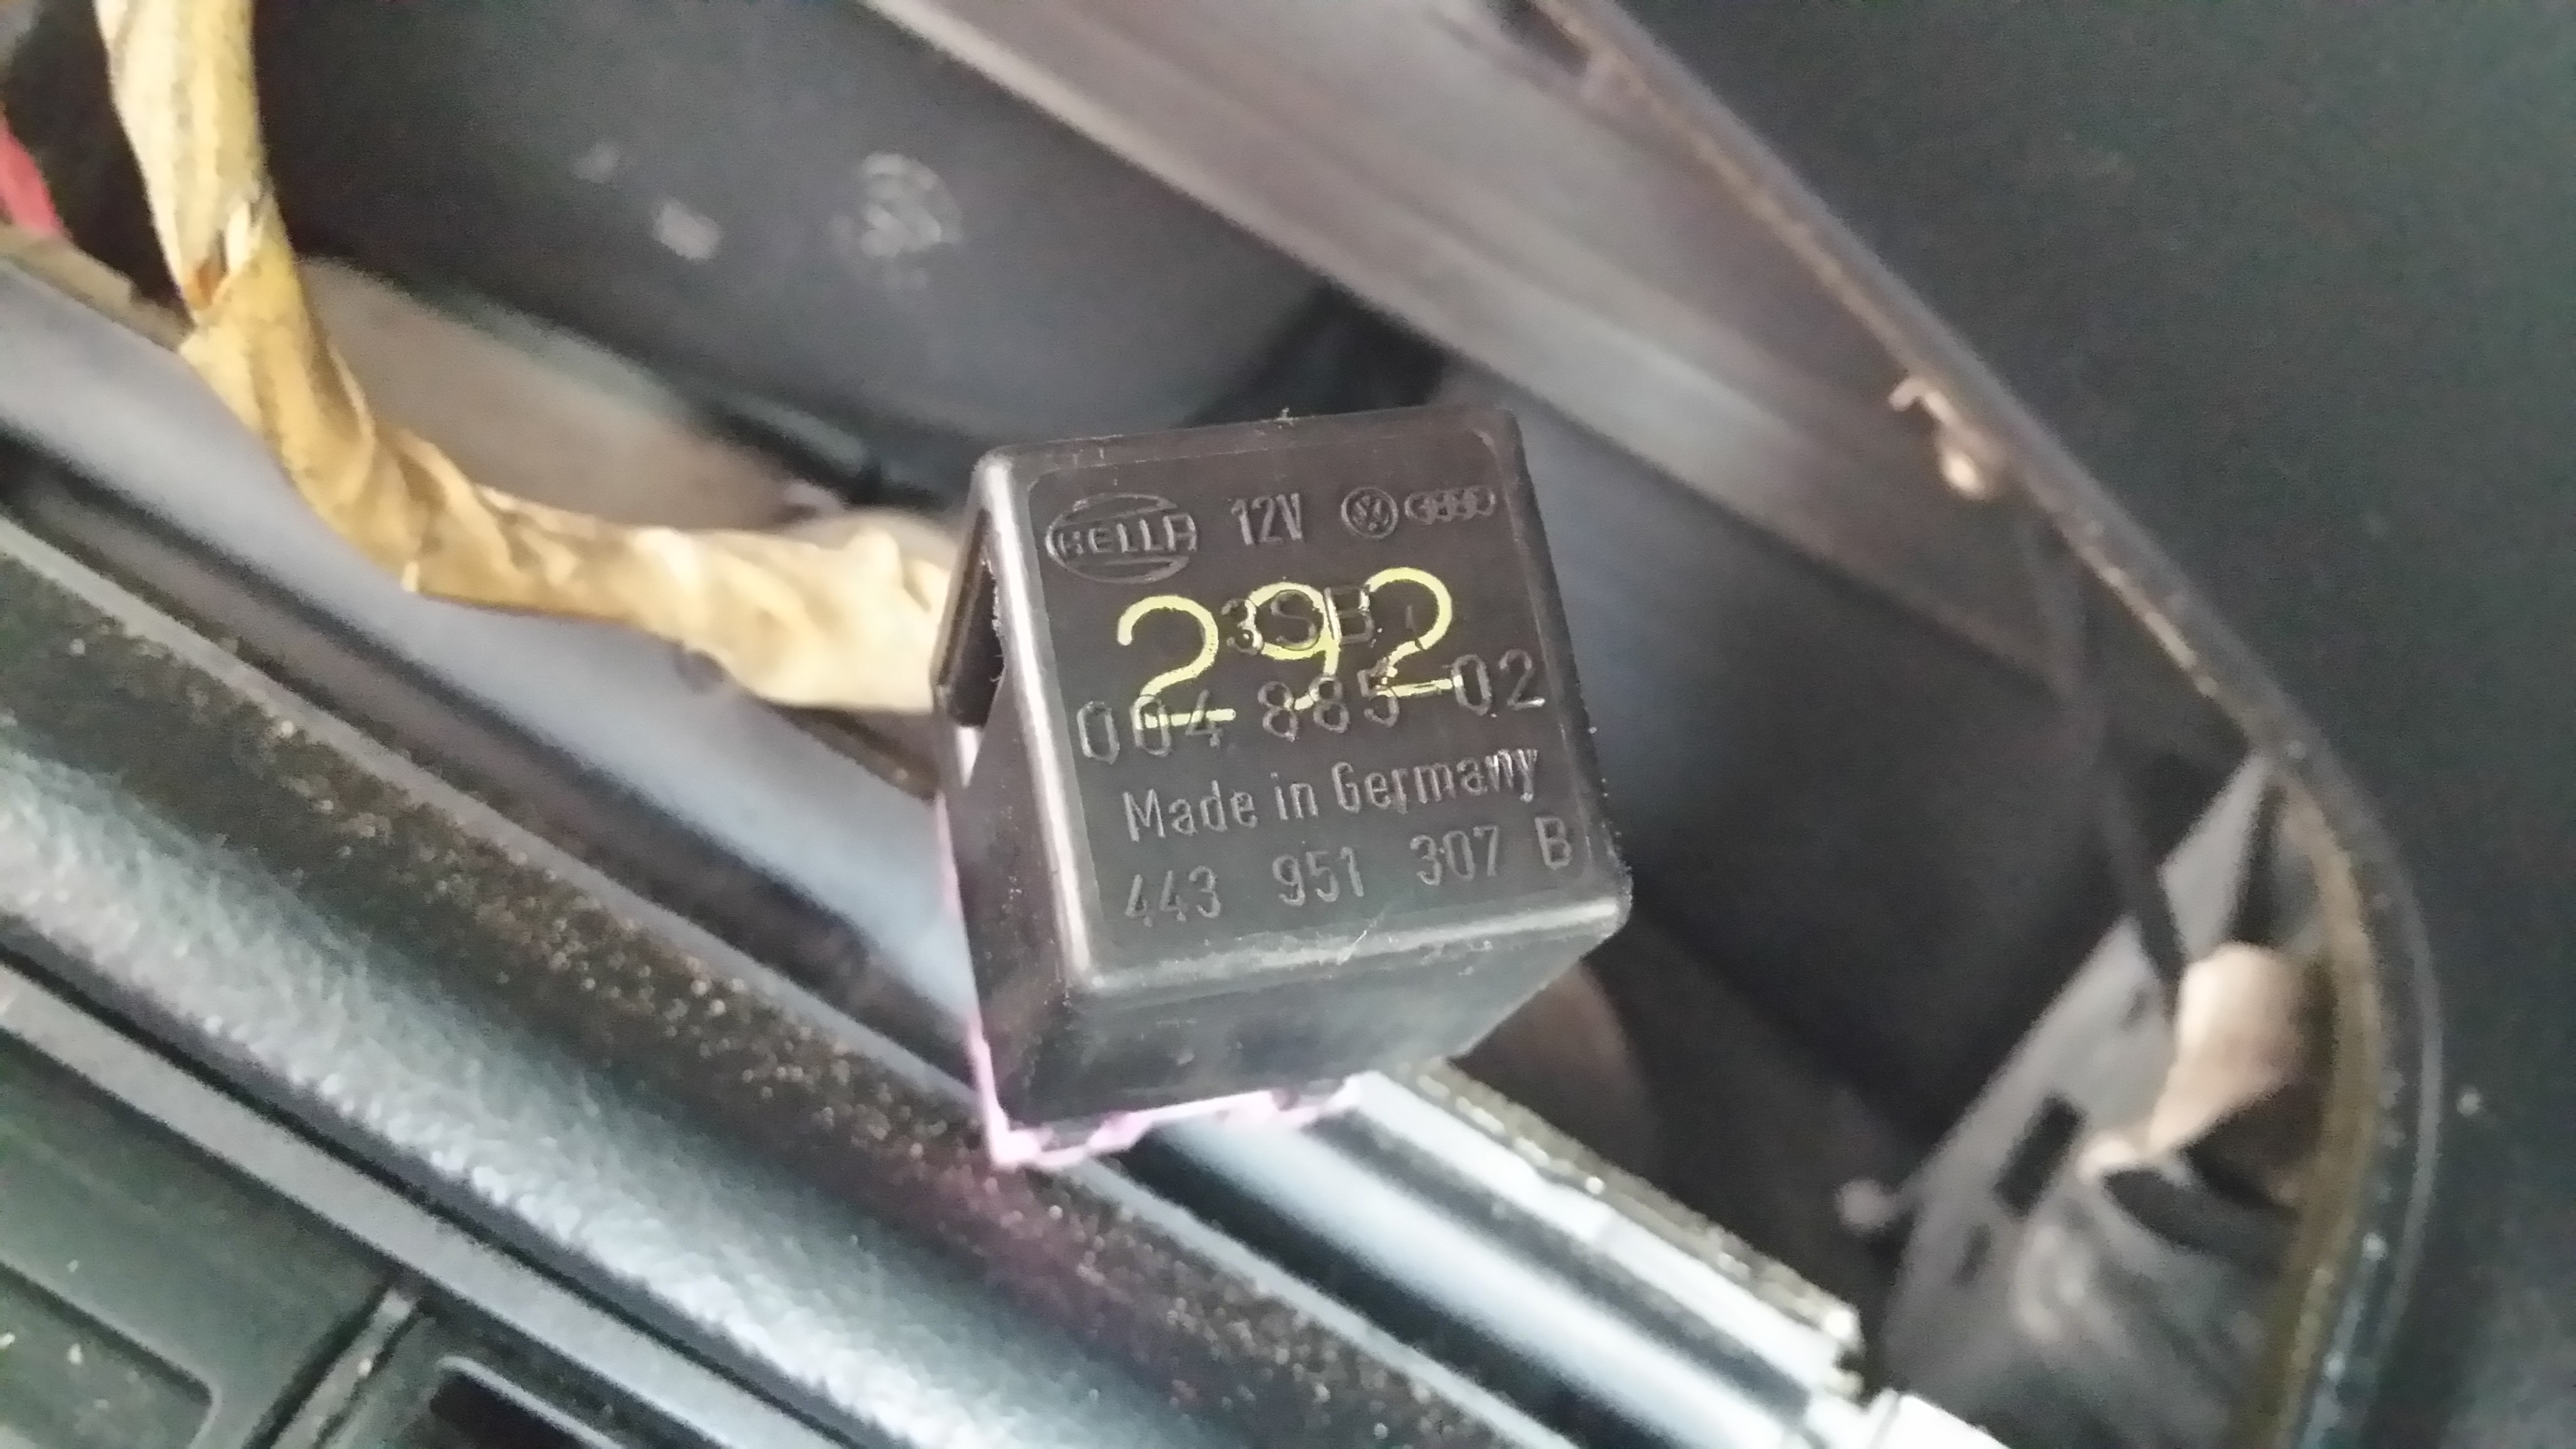 HELLA 12V
292
3SB
004 885-02
Made in Germany
443 951 307 B